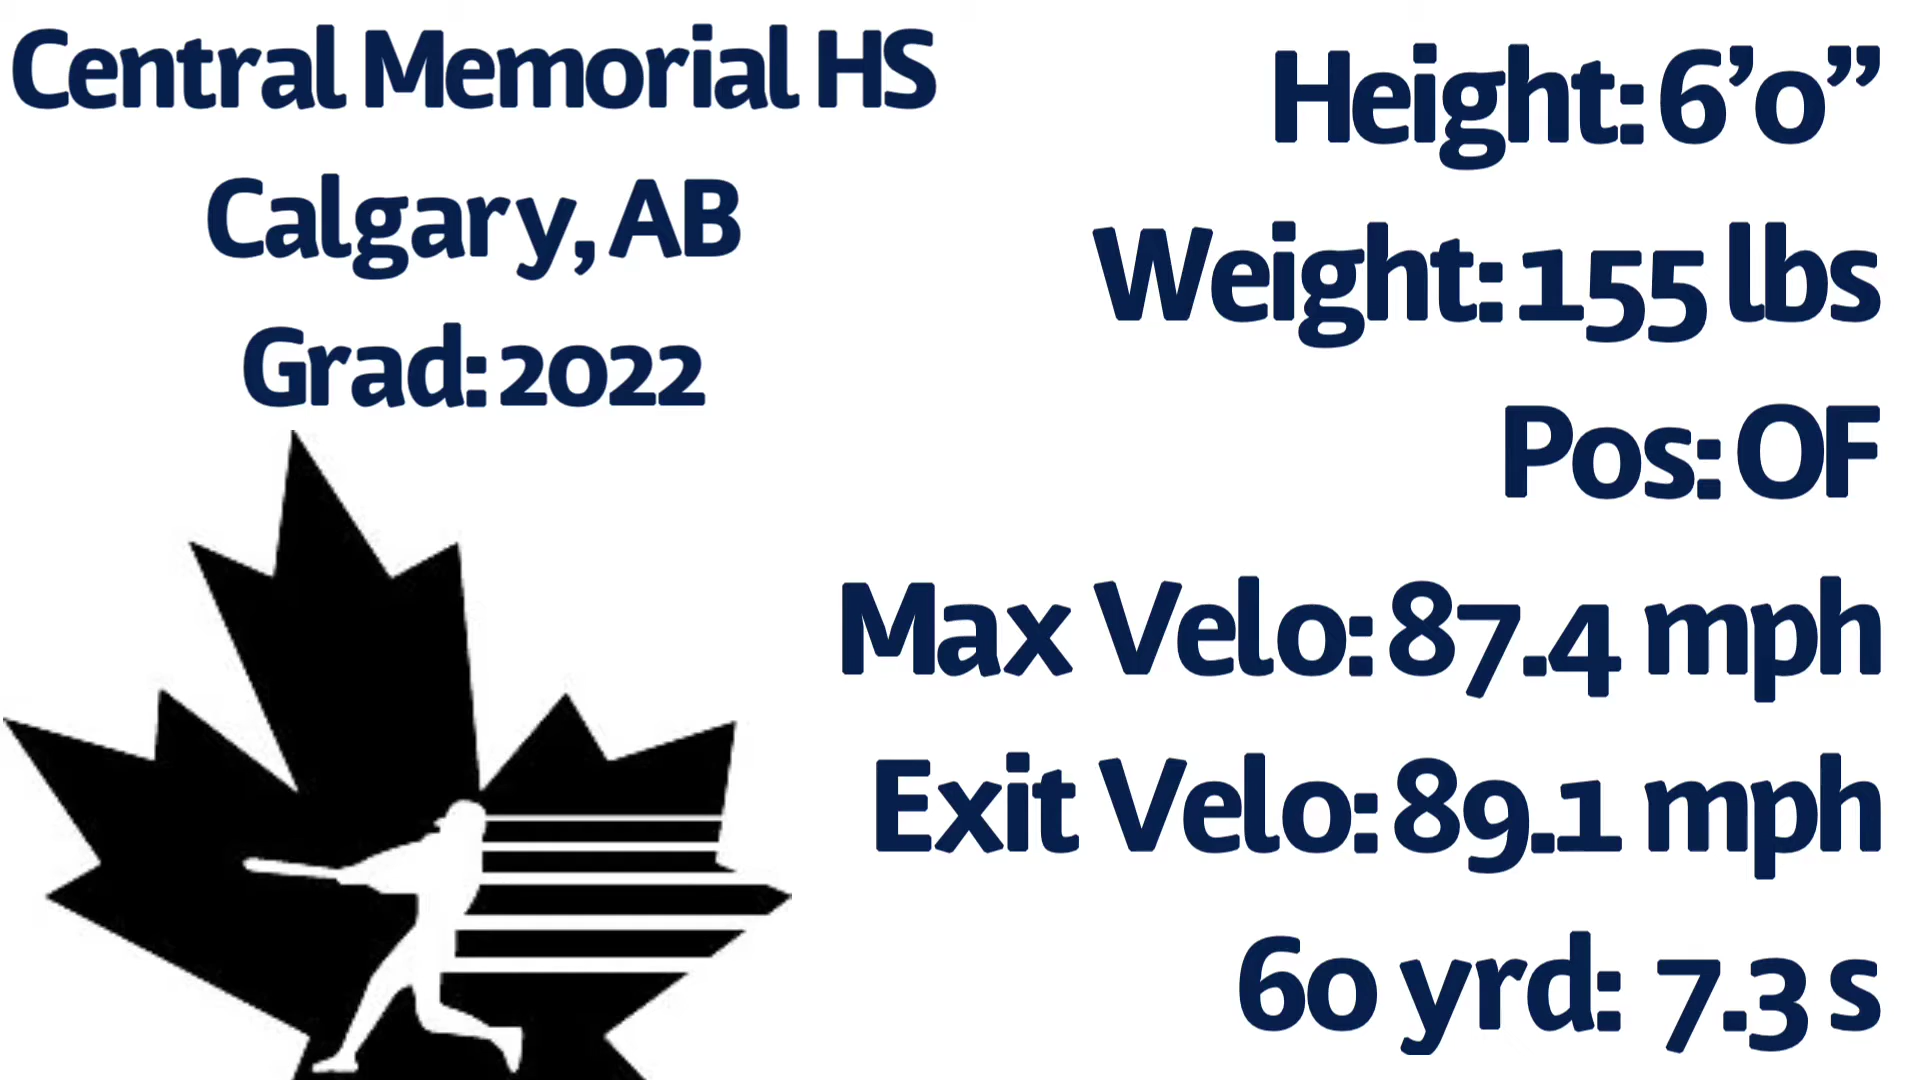 Central Memorial HS
Calgary, AB
Grad: 2022
Height: 6’0”
Weight: 155 lbs
Pos: OF
Max Velo: 87.4 mph
Exit Velo: 89.1 mph
60 yrd: 7.3 s